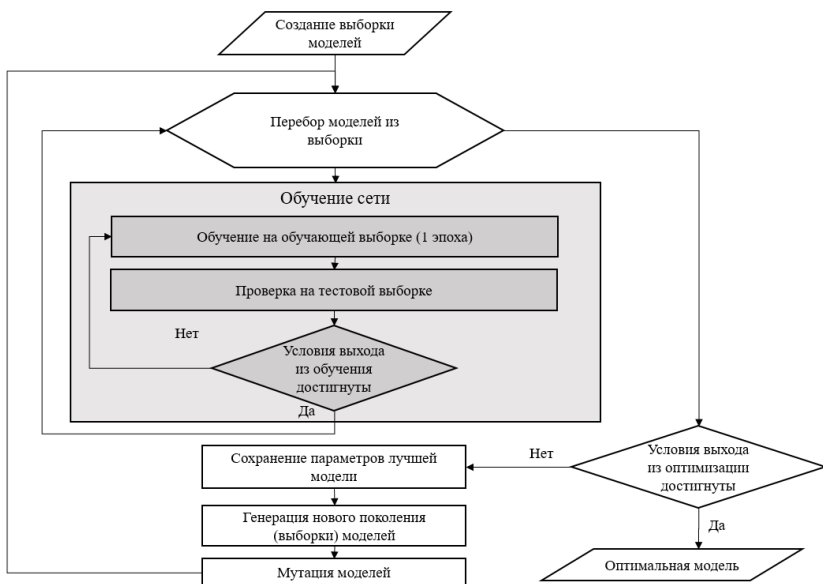 Создание выборки
моделей
Перебор моделей из
выборки
Обучение сети
Обучение на обучающей выборке (1 эпоха)
Проверка на тестовой выборке
Нет
Условия выхода
из обучения
достигнуты
Да
Условия выхода
из оптимизации
достигнуты
Нет
Сохранение параметров лучшей
модели
Генерация нового поколения
(выборки) моделей
Мутация моделей
Да
Оптимальная модель